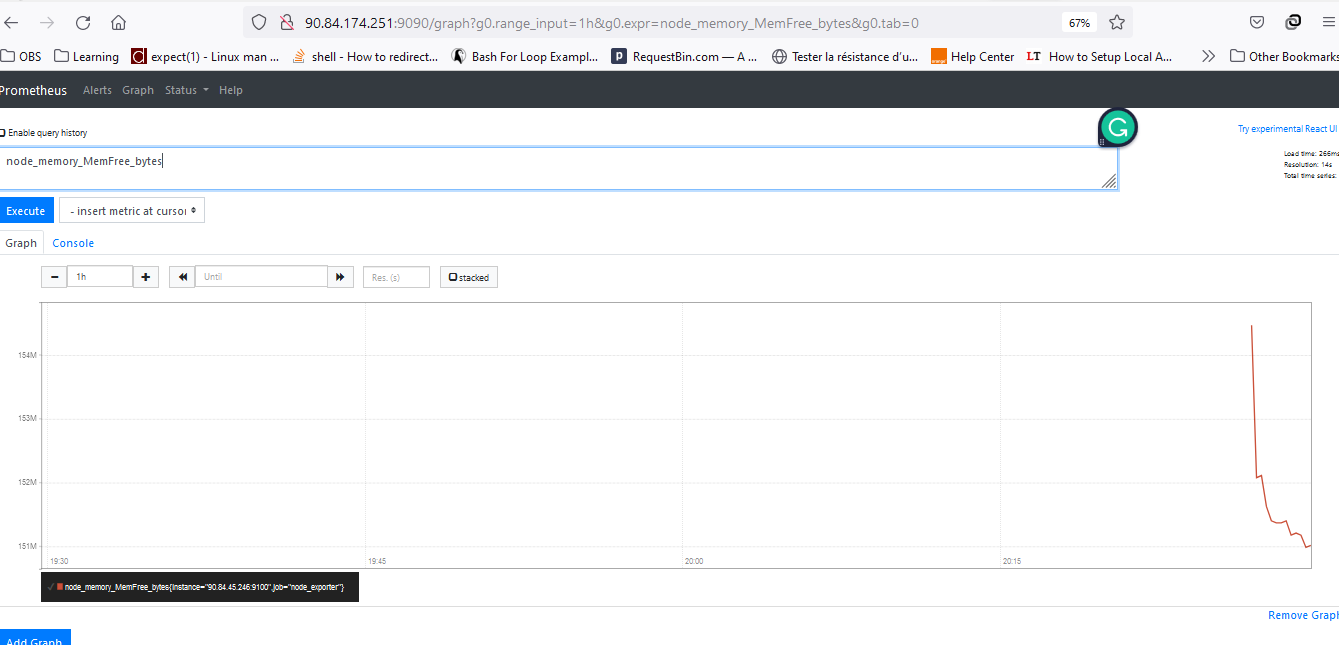 90.84.174.251:9090/graph?g0.range_input=1h&g0.expr=node_memory_MemFree_bytes&g0.tab=0 67%
OBS Learning expect(1) - Linux man ... shell - How to redirect... Bash For Loop Exampl... RequestBin.com — A ... Tester la résistance d'u... Help Center LT How to Setup Local A... Other Bookmarks
Prometheus Alerts Graph Status Help
Enable query history
Try experimental React UI
node_memory_MemFree_bytes
Load time: 266ms
Resolution: 14s
Total time series:
Execute - insert metric at cursor
Graph Console
1h Until Res. (s) stacked
154M
153M
152M
151M
19:30 19:45 20:00 20:15
node_memory_MemFree_bytes{instance="90.84.45.246:9100",job="node_exporter"}
Remove Graph
Add Graph